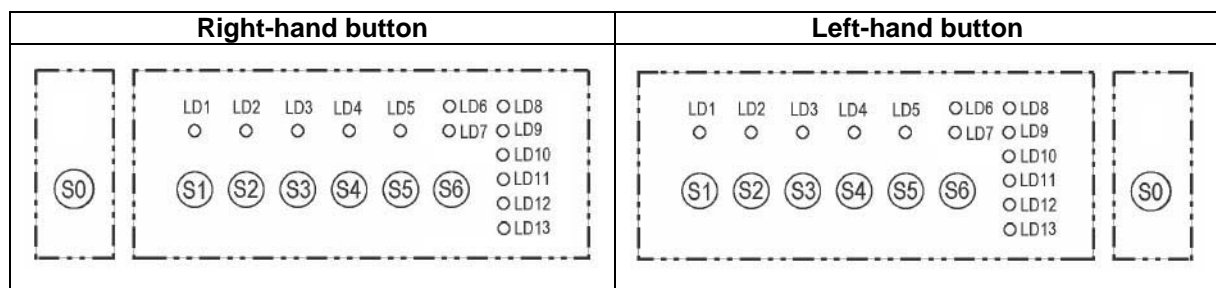 Right-hand button
LD1 LD2 LD3 LD4 LD5 LD6 LD8
LD7 LD9
LD10
S0 S1 S2 S3 S4 S5 S6 LD11
LD12
LD13
Left-hand button
LD1 LD2 LD3 LD4 LD5 LD6 LD8
LD7 LD9
LD10
S1 S2 S3 S4 S5 S6 LD11 S0
LD12
LD13